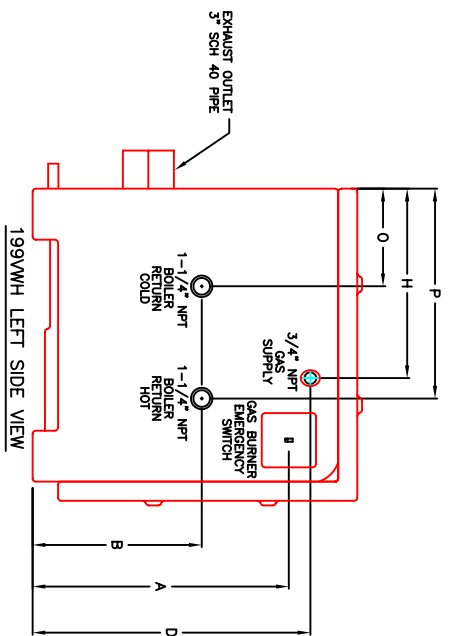 EXHAUST OUTLET
3" SCH 40 PIPE
P
H
O
3/4" NPT
GAS
SUPPLY
1-1/4" NPT
BOILER
RETURN
COLD
1-1/4" NPT
BOILER
RETURN
HOT
GAS BURNER
EMERGENCY
SWITCH
B
A
D
199VWH LEFT SIDE VIEW